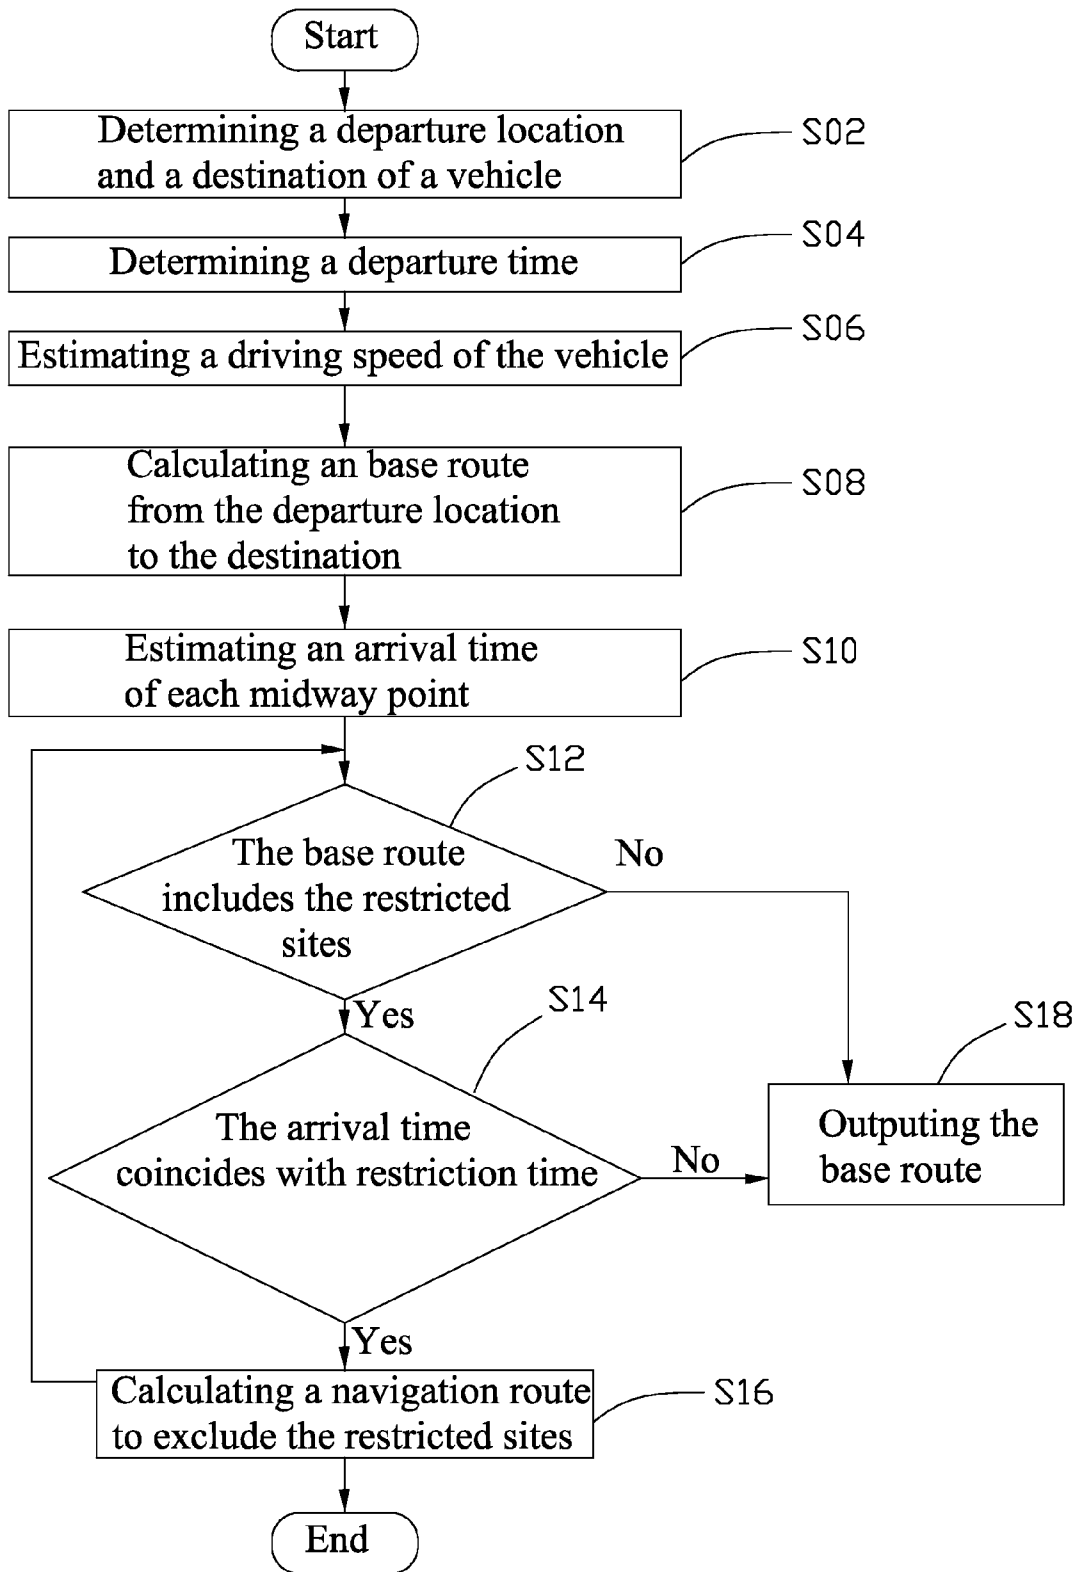 Start
Determining a departure location
and a destination of a vehicle
S02
Determining a departure time
S04
Estimating a driving speed of the vehicle
S06
Calculating an base route
from the departure location
to the destination
S08
Estimating an arrival time
of each midway point
S10
S12
The base route
includes the restricted
sites
No
Yes
S14
The arrival time
coincides with restriction time
No
S18
Outputing the
base route
Yes
Calculating a navigation route
to exclude the restricted sites
S16
End